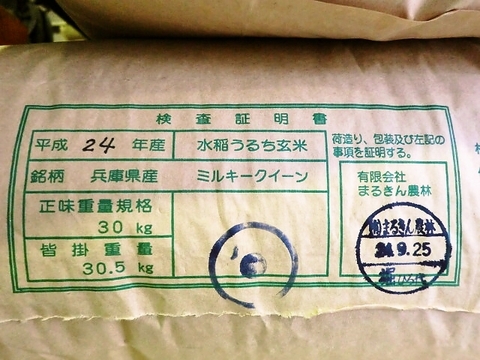 検査証明書
平成 24 年産 水稲うるち玄米
銘柄 兵庫県産 ミルキークイーン
正味重量規格
30 kg
皆掛重量
30.5 kg
荷造り、包装及び左記の
事項を証明する。
有限会社
まるきん農林
㈲まるきん農林
24.9.25